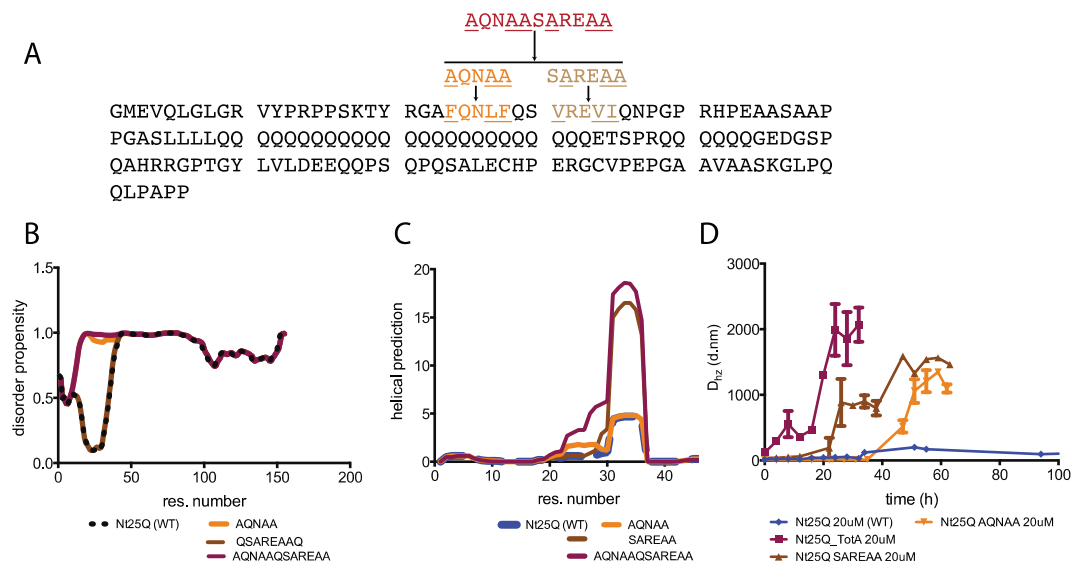 A
AQNAASAREAA
AQNAA SAREAA
GMEVQLGLGR VYPRPPSKTY RGAFQNLFQS VREVIQNPGP RHPEAASAAP
PGASLLLLQQ QQQQQQQQQQ QQQQQQQQQQ QQQETSPRQQ QQQQGEDGSP
QAHRRGPTGY LVLDEEQQPS QPQSALECHP ERGCVPEPGA AVAASKGLPQ
QLPAPP
B
disorder propensity
1.5
1.0
0.5
0.0
0 50 100 150 200
res. number
Nt25Q (WT) AQNAA
QSAREAAQ
AQNAAQSAREAA
C
helical prediction
20
15
10
5
0
0 10 20 30 40
res. number
Nt25Q (WT) AQNAA
SAREAA
AQNAAQSAREAA
D
D_hz (d.nm)
3000
2000
1000
0
0 20 40 60 80 100
time (h)
Nt25Q 20uM (WT) Nt25Q AQNAA 20uM
Nt25Q_TotA 20uM
Nt25Q SAREAA 20uM